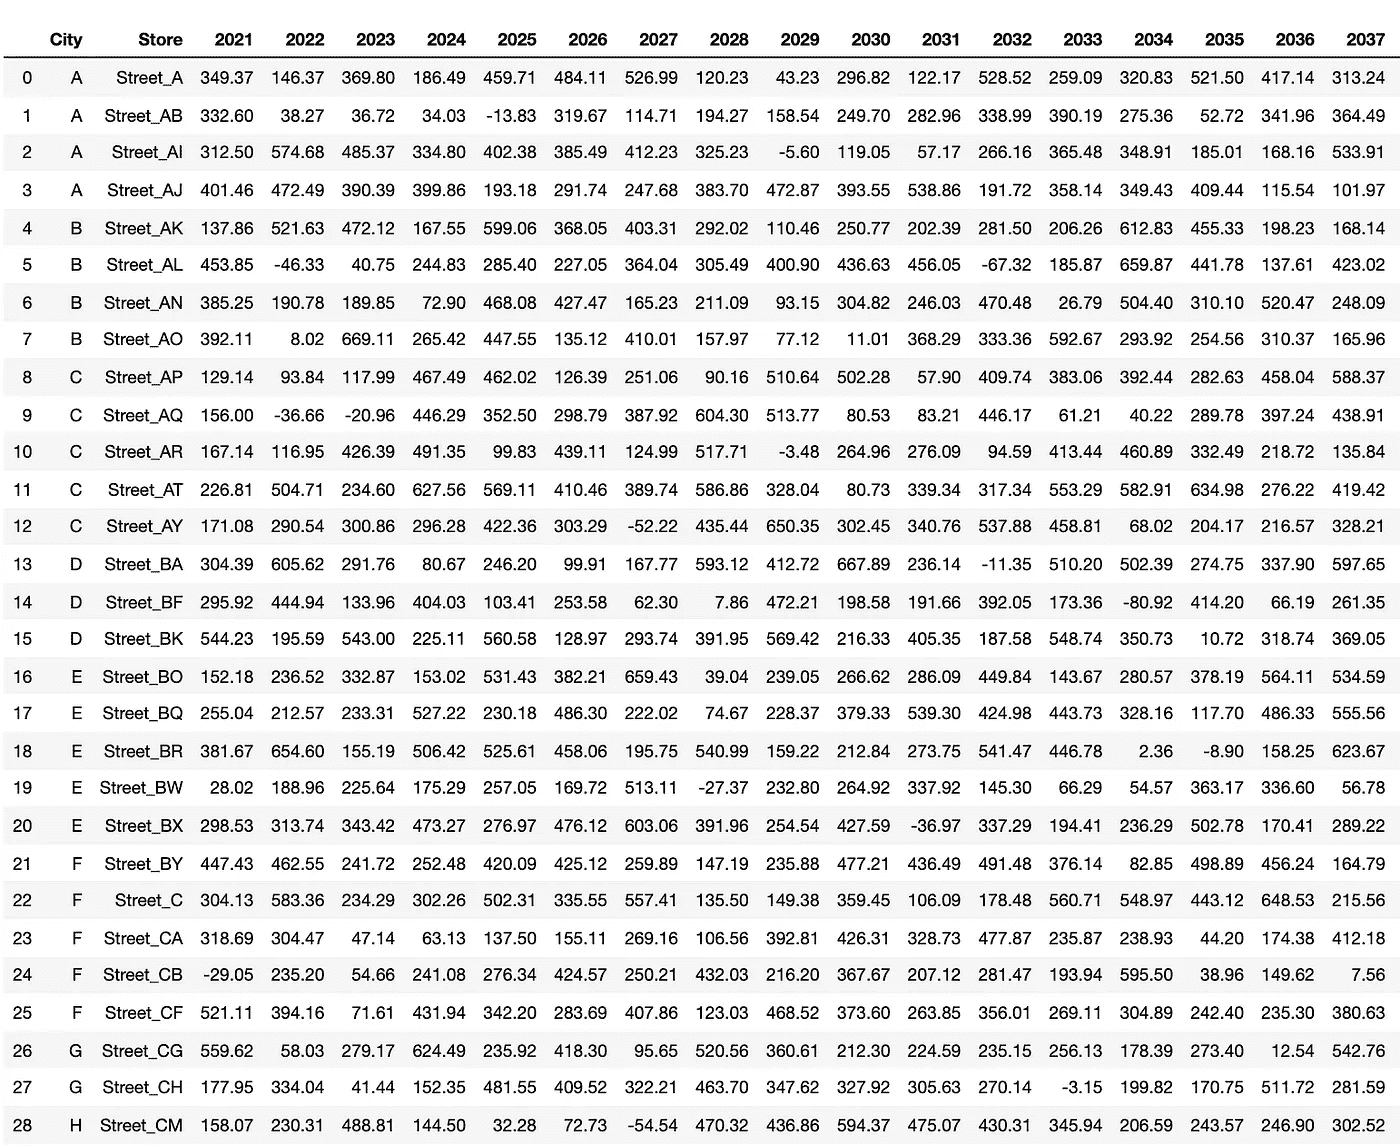 City Store 2021 2022 2023 2024 2025 2026 2027 2028 2029 2030 2031 2032 2033 2034 2035 2036 2037
0 A Street_A 349.37 146.37 369.80 186.49 459.71 484.11 526.99 120.23 43.23 296.82 122.17 528.52 259.09 320.83 521.50 417.14 313.24
1 A Street_AB 332.60 38.27 36.72 34.03 -13.83 319.67 114.71 194.27 158.54 249.70 282.96 338.99 390.19 275.36 52.72 341.96 364.49
2 A Street_AI 312.50 574.68 485.37 334.80 402.38 385.49 412.23 325.23 -5.60 119.05 57.17 266.16 365.48 348.91 185.01 168.16 533.91
3 A Street_AJ 401.46 472.49 390.39 399.86 193.18 291.74 247.68 383.70 472.87 393.55 538.86 191.72 358.14 349.43 409.44 115.54 101.97
4 B Street_AK 137.86 521.63 472.12 167.55 599.06 368.05 403.31 292.02 110.46 250.77 202.39 281.50 206.26 612.83 455.33 198.23 168.14
5 B Street_AL 453.85 -46.33 40.75 244.83 285.40 227.05 364.04 305.49 400.90 436.63 456.05 -67.32 185.87 659.87 441.78 137.61 423.02
6 B Street_AN 385.25 190.78 189.85 72.90 468.08 427.47 165.23 211.09 93.15 304.82 246.03 470.48 26.79 504.40 310.10 520.47 248.09
7 B Street_AO 392.11 8.02 669.11 265.42 447.55 135.12 410.01 157.97 77.12 11.01 368.29 333.36 592.67 293.92 254.56 310.37 165.96
8 C Street_AP 129.14 93.84 117.99 467.49 462.02 126.39 251.06 90.16 510.64 502.28 57.90 409.74 383.06 392.44 282.63 458.04 588.37
9 C Street_AQ 156.00 -36.66 -20.96 446.29 352.50 298.79 387.92 604.30 513.77 80.53 83.21 446.17 61.21 40.22 289.78 397.24 438.91
10 C Street_AR 167.14 116.95 426.39 491.35 99.83 439.11 124.99 517.71 -3.48 264.96 276.09 94.59 413.44 460.89 332.49 218.72 135.84
11 C Street_AT 226.81 504.71 234.60 627.56 569.11 410.46 389.74 586.86 328.04 80.73 339.34 317.34 553.29 582.91 634.98 276.22 419.42
12 C Street_AY 171.08 290.54 300.86 296.28 422.36 303.29 -52.22 435.44 650.35 302.45 340.76 537.88 458.81 68.02 204.17 216.57 328.21
13 D Street_BA 304.39 605.62 291.76 80.67 246.20 99.91 167.77 593.12 412.72 667.89 236.14 -11.35 510.20 502.39 274.75 337.90 597.65
14 D Street_BF 295.92 444.94 133.96 404.03 103.41 253.58 62.30 7.86 472.21 198.58 191.66 392.05 173.36 -80.92 414.20 66.19 261.35
15 D Street_BK 544.23 195.59 543.00 225.11 560.58 128.97 293.74 391.95 569.42 216.33 405.35 187.58 548.74 350.73 10.72 318.74 369.05
16 E Street_BO 152.18 236.52 332.87 153.02 531.43 382.21 659.43 39.04 239.05 266.62 286.09 449.84 143.67 280.57 378.19 564.11 534.59
17 E Street_BQ 255.04 212.57 233.31 527.22 230.18 486.30 222.02 74.67 228.37 379.33 539.30 424.98 443.73 328.16 117.70 486.33 555.56
18 E Street_BR 381.67 654.60 155.19 506.42 525.61 458.06 195.75 540.99 159.22 212.84 273.75 541.47 446.78 2.36 -8.90 158.25 623.67
19 E Street_BW 28.02 188.96 225.64 175.29 257.05 169.72 513.11 -27.37 232.80 264.92 337.92 145.30 66.29 54.57 363.17 336.60 56.78
20 E Street_BX 298.53 313.74 343.42 473.27 276.97 476.12 603.06 391.96 254.54 427.59 -36.97 337.29 194.41 236.29 502.78 170.41 289.22
21 F Street_BY 447.43 462.55 241.72 252.48 420.09 425.12 259.89 147.19 235.88 477.21 436.49 491.48 376.14 82.85 498.89 456.24 164.79
22 F Street_C 304.13 583.36 234.29 302.26 502.31 335.55 557.41 135.50 149.38 359.45 106.09 178.48 560.71 548.97 443.12 648.53 215.56
23 F Street_CA 318.69 304.47 47.14 63.13 137.50 155.11 269.16 106.56 392.81 426.31 328.73 477.87 235.87 238.93 44.20 174.38 412.18
24 F Street_CB -29.05 235.20 54.66 241.08 276.34 424.57 250.21 432.03 216.20 367.67 207.12 281.47 193.94 595.50 38.96 149.62 7.56
25 F Street_CF 521.11 394.16 71.61 431.94 342.20 283.69 407.86 123.03 468.52 373.60 263.85 356.01 269.11 304.89 242.40 235.30 380.63
26 G Street_CG 559.62 58.03 279.17 624.49 235.92 418.30 95.65 520.56 360.61 212.30 224.59 235.15 256.13 178.39 273.40 12.54 542.76
27 G Street_CH 177.95 334.04 41.44 152.35 481.55 409.52 322.21 463.70 347.62 327.92 305.63 270.14 -3.15 199.82 170.75 511.72 281.59
28 H Street_CM 158.07 230.31 488.81 144.50 32.28 72.73 -54.54 470.32 436.86 594.37 475.07 430.31 345.94 206.59 243.57 246.90 302.52